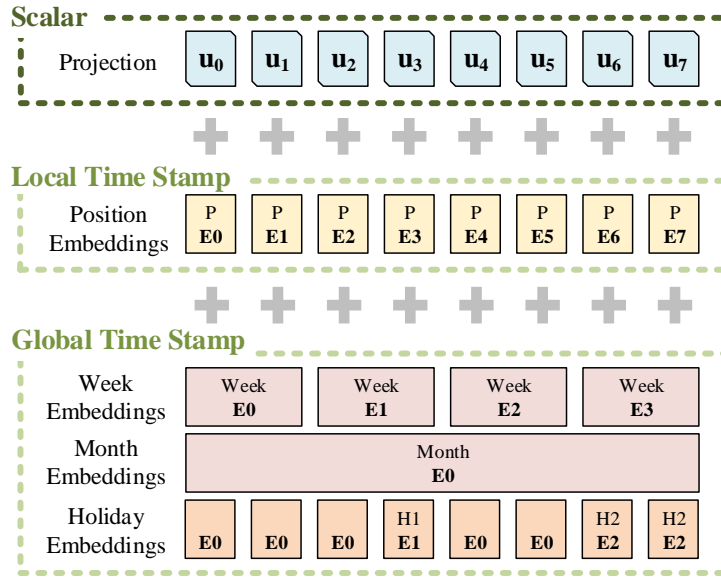 Scalar
Projection u0 u1 u2 u3 u4 u5 u6 u7
Local Time Stamp
Position Embeddings
P E0
P E1
P E2
P E3
P E4
P E5
P E6
P E7
Global Time Stamp
Week Embeddings
Week E0
Week E1
Week E2
Week E3
Month Embeddings
Month E0
Holiday Embeddings
E0
E0
E0
H1 E1
E0
E0
H2 E2
H2 E2